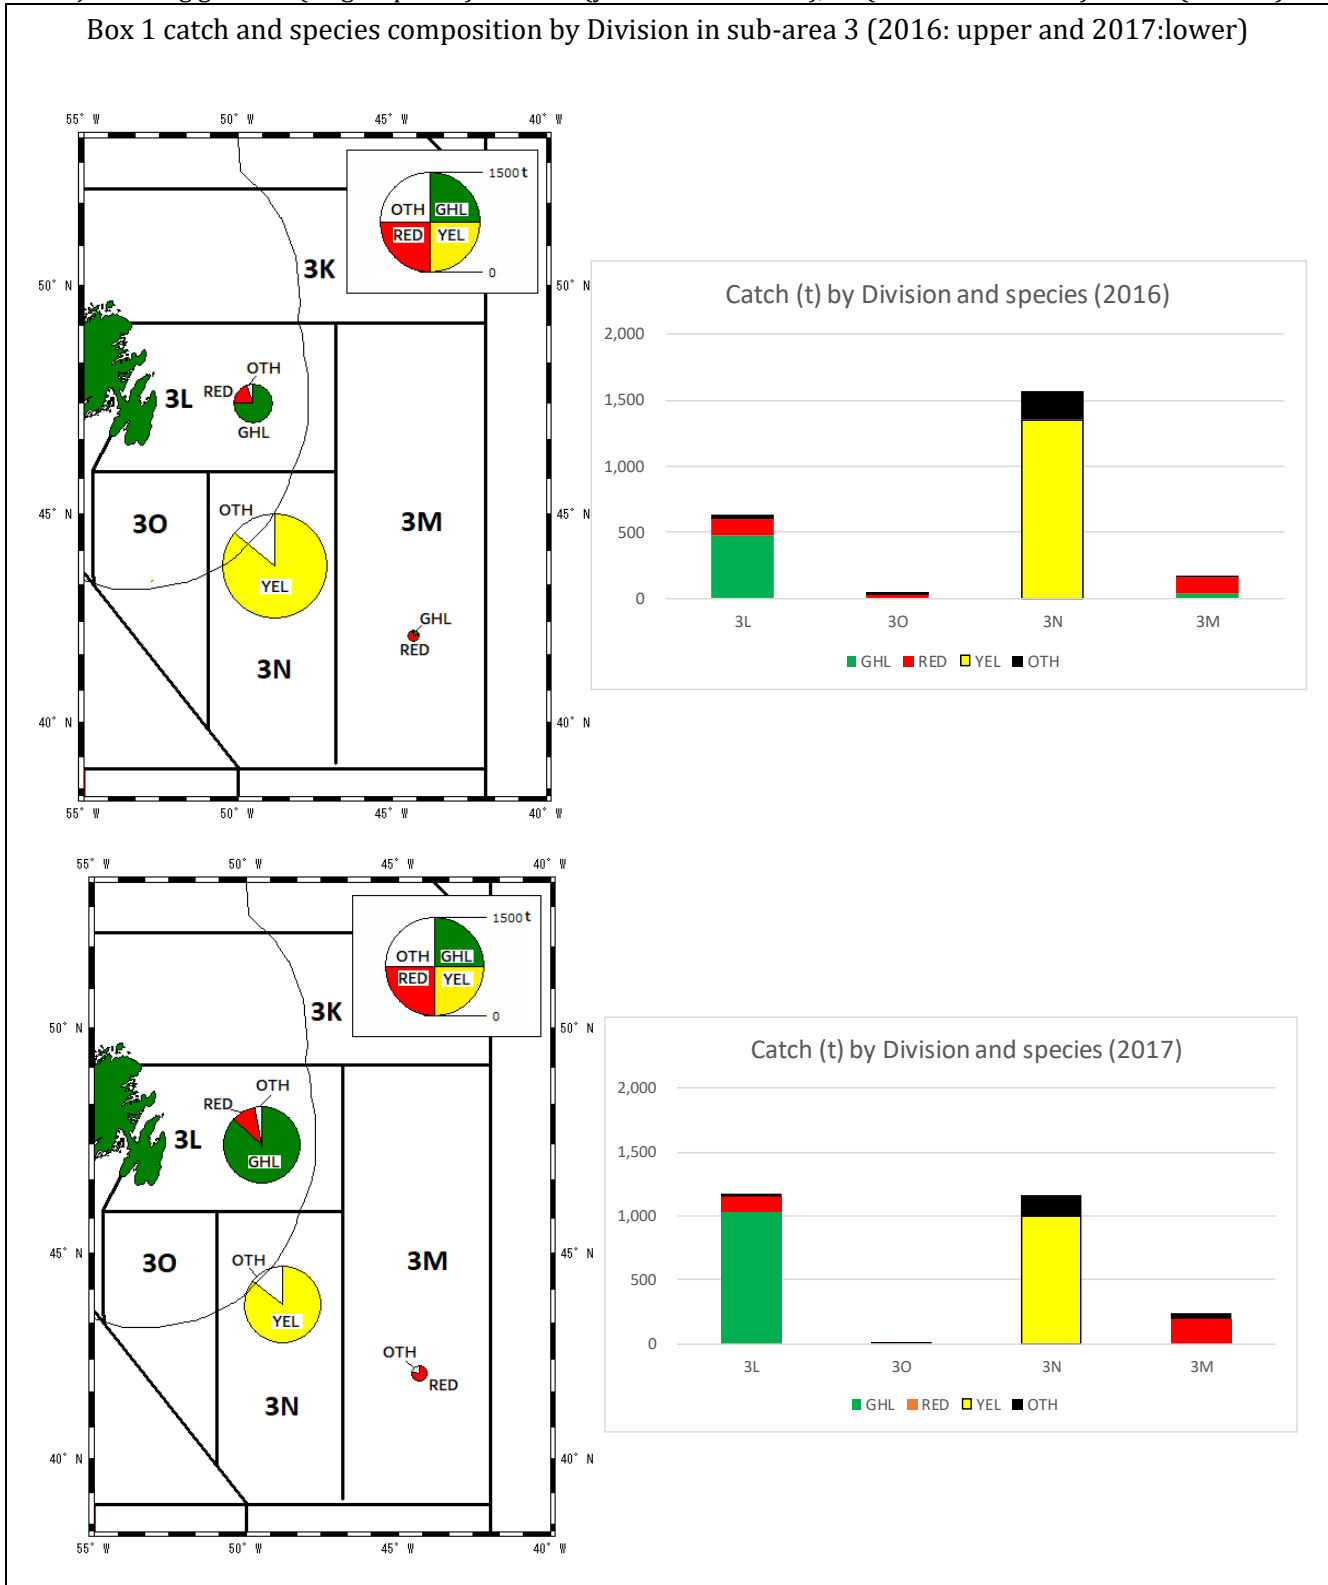 Box 1 catch and species composition by Division in sub-area 3 (2016: upper and 2017:lower)
55° W 50° W 45° W 40° W
1500 t
OTH GHL
RED YEL
0
3K
50° N 50° N
OTH
RED
3L
GHL
45° N 45° N
OTH
3O
3M
YEL
GHL
RED
3N
40° N 40° N
55° W 50° W 45° W 40° W
Catch (t) by Division and species (2016)
2,000
1,500
1,000
500
0
3L 3O 3N 3M
GHL RED YEL OTH
55° W 50° W 45° W 40° W
1500 t
OTH GHL
RED YEL
0
3K
50° N 50° N
OTH
RED
3L
GHL
45° N 45° N
OTH
3O
3M
YEL
OTH
RED
3N
40° N 40° N
55° W 50° W 45° W 40° W
Catch (t) by Division and species (2017)
2,000
1,500
1,000
500
0
3L 3O 3N 3M
GHL RED YEL OTH